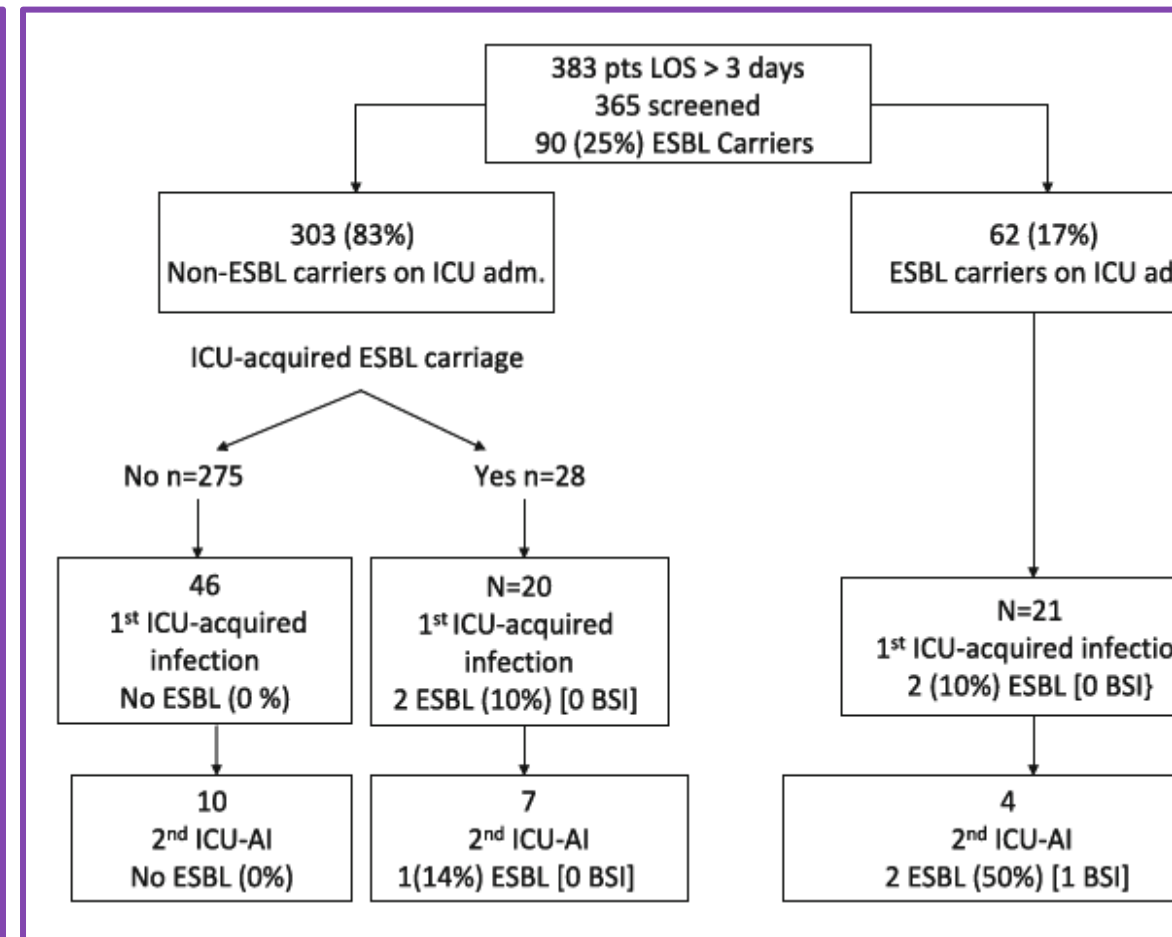 383 pts LOS > 3 days
365 screened
90 (25%) ESBL Carriers
303 (83%)
Non-ESBL carriers on ICU adm.
62 (17%)
ESBL carriers on ICU ad
ICU-acquired ESBL carriage
No n=275
Yes n=28
46
1st ICU-acquired
infection
No ESBL (0 %)
N=20
1st ICU-acquired
infection
2 ESBL (10%) [0 BSI]
N=21
1st ICU-acquired infectio
2 (10%) ESBL [0 BSI}
10
2nd ICU-AI
No ESBL (0%)
7
2nd ICU-AI
1(14%) ESBL [0 BSI]
4
2nd ICU-AI
2 ESBL (50%) [1 BSI]